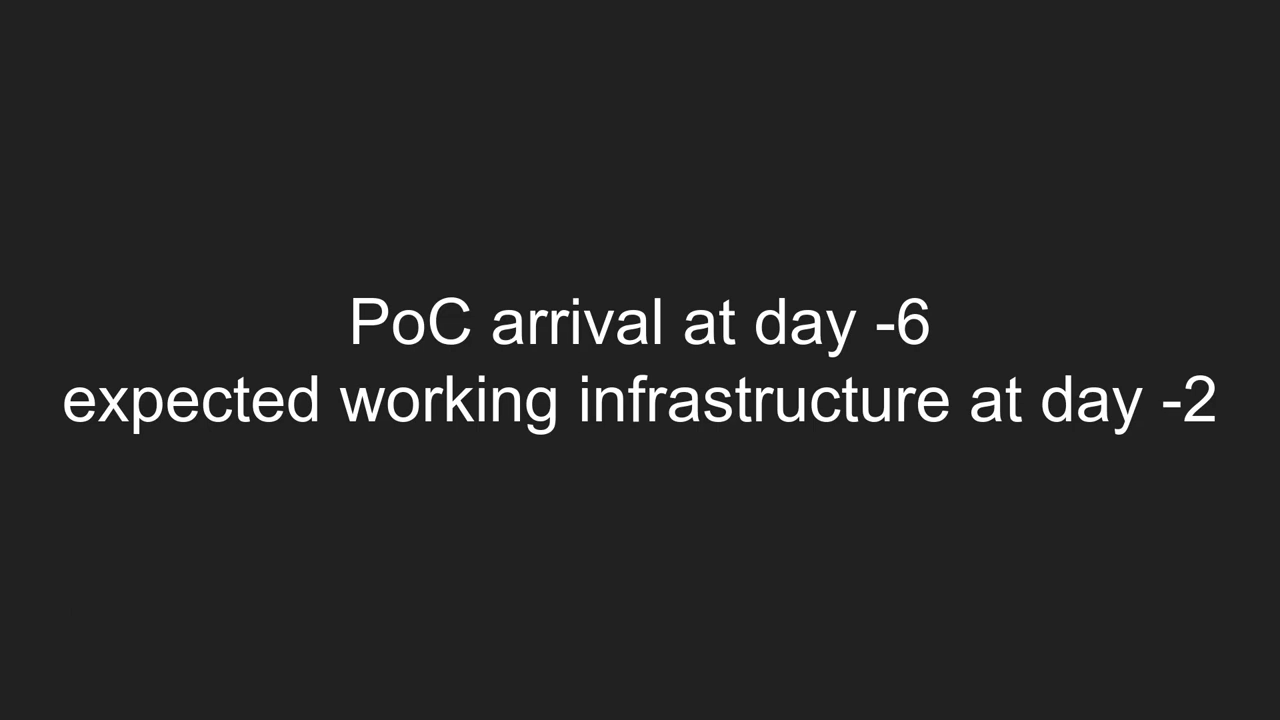 PoC arrival at day -6
expected working infrastructure at day -2